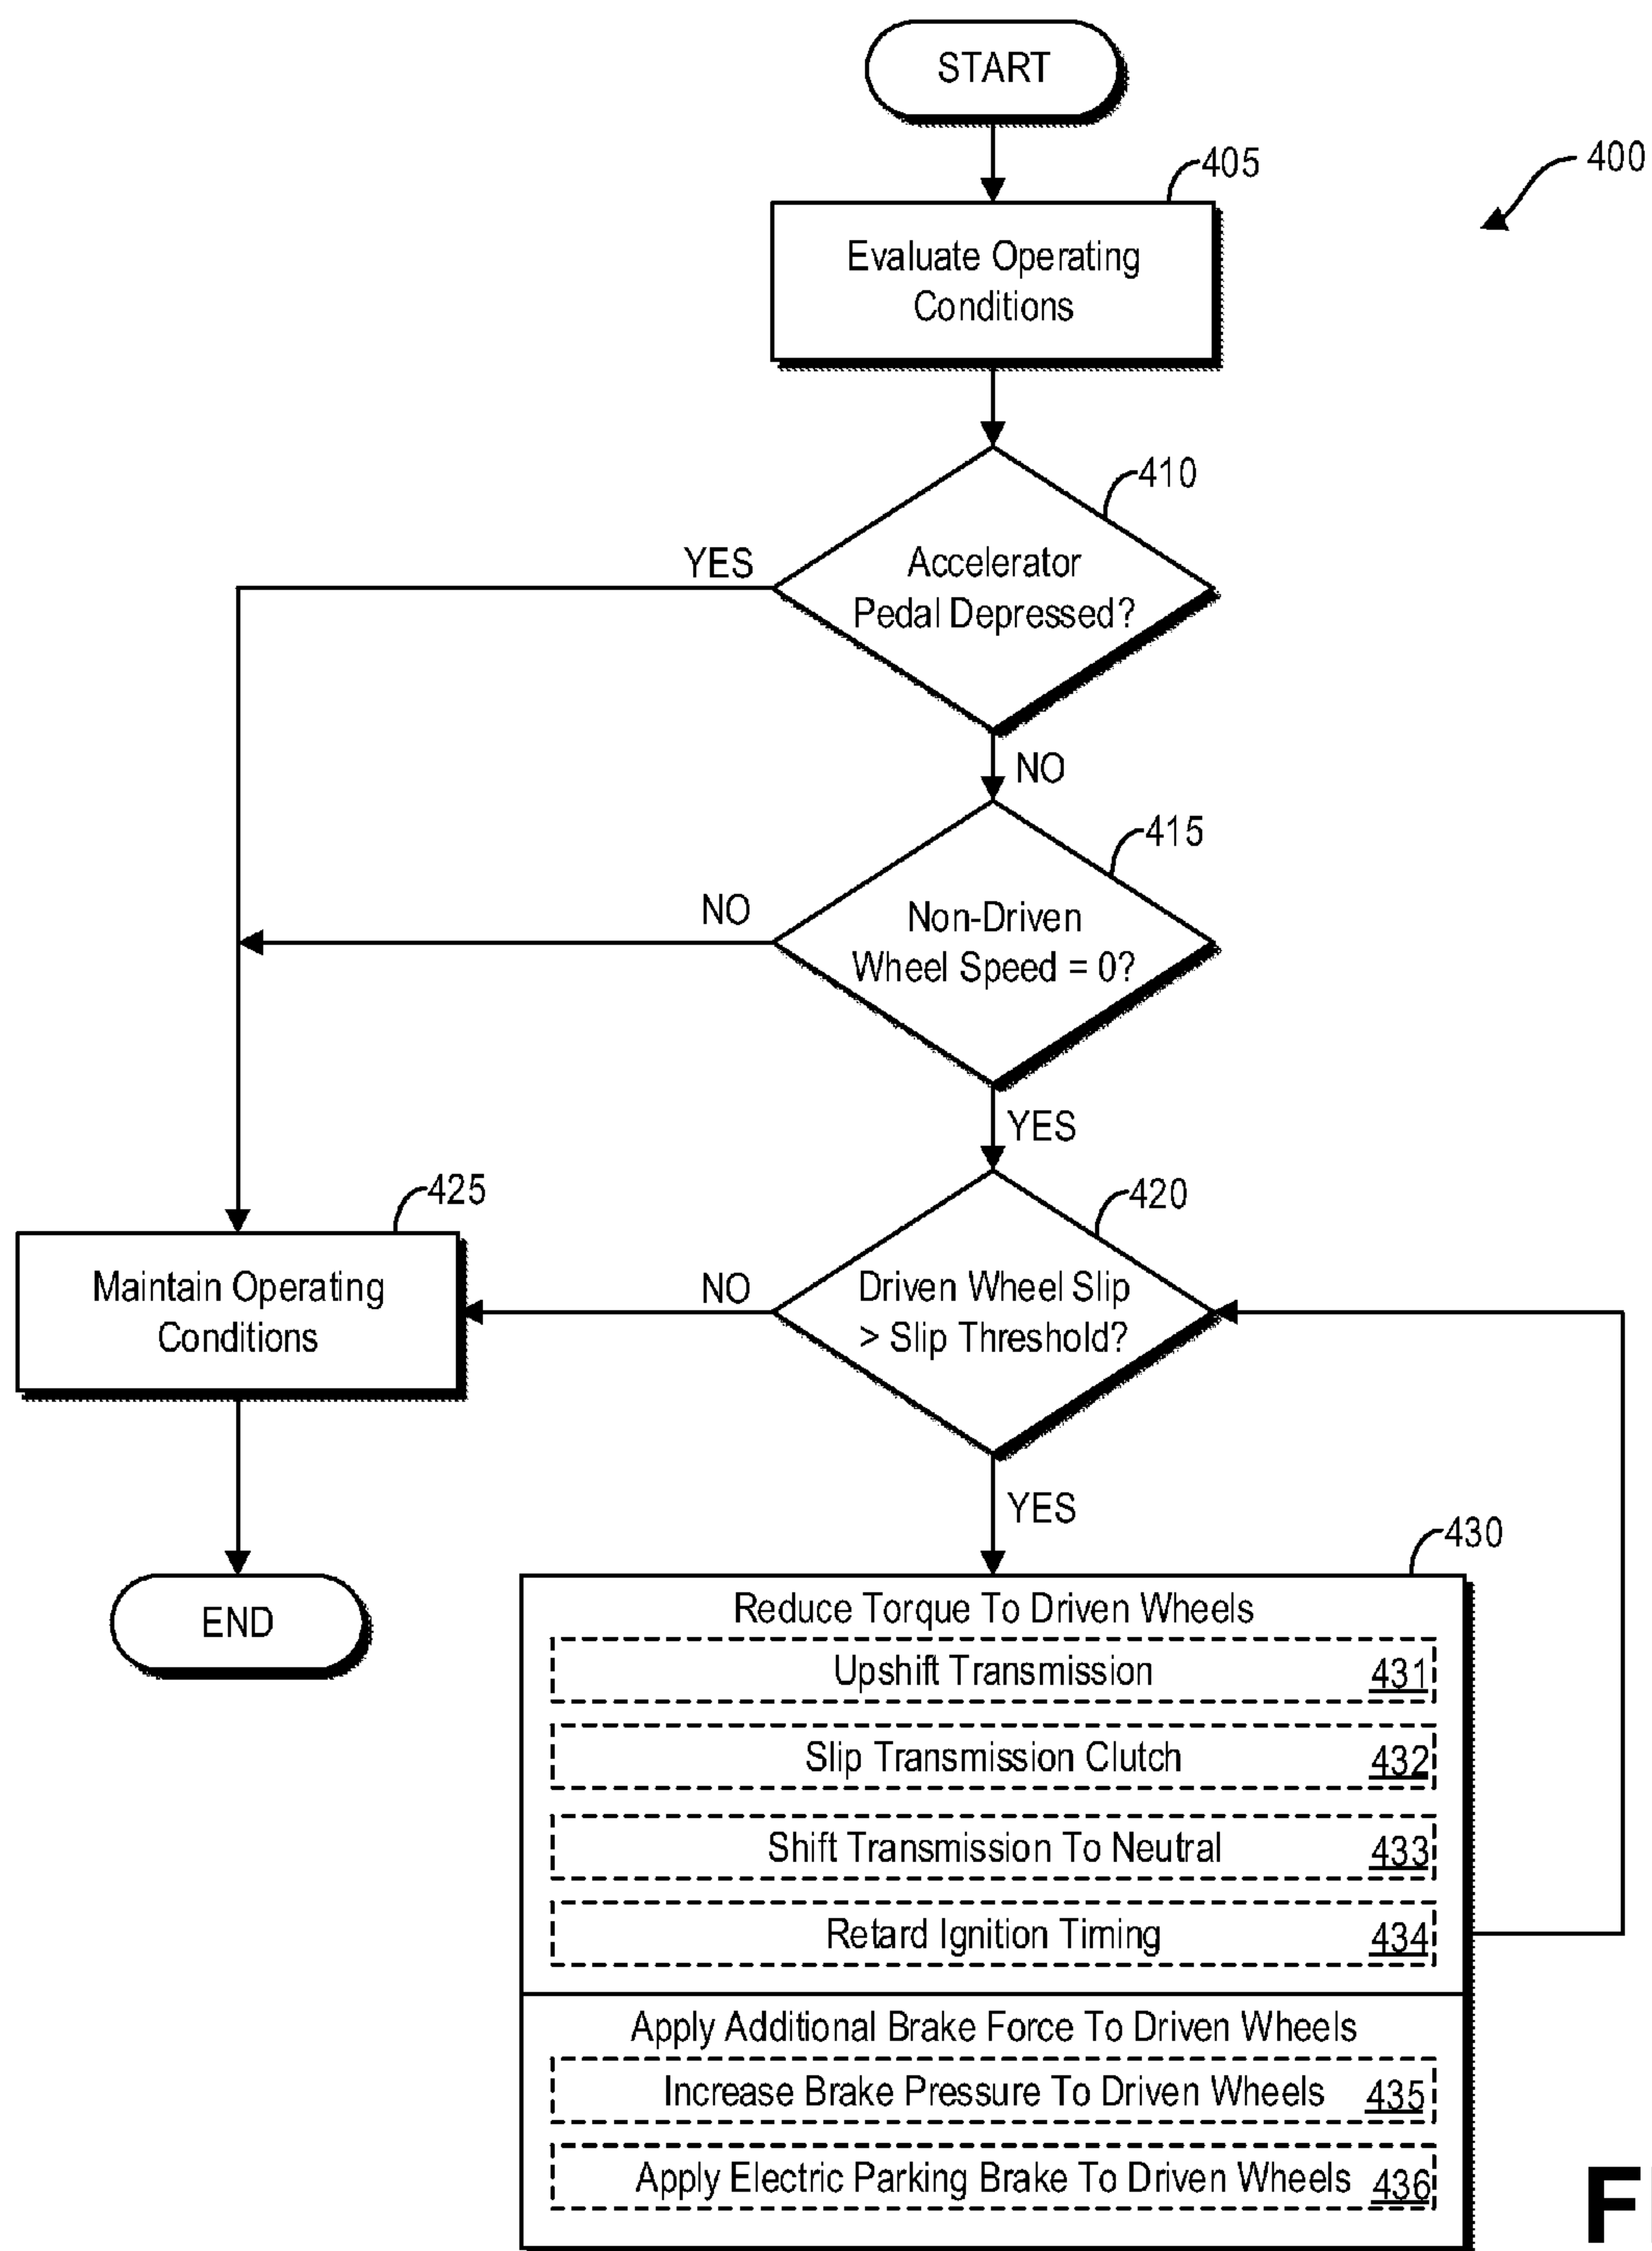 START
400
405
Evaluate Operating
Conditions
410
YES
Accelerator
Pedal Depressed?
NO
415
NO
Non-Driven
Wheel Speed = 0?
YES
420
425
Maintain Operating
Conditions
NO
Driven Wheel Slip
> Slip Threshold?
YES
430
END
Reduce Torque To Driven Wheels
Upshift Transmission 431
Slip Transmission Clutch 432
Shift Transmission To Neutral 433
Retard Ignition Timing 434
Apply Additional Brake Force To Driven Wheels
Increase Brake Pressure To Driven Wheels 435
Apply Electric Parking Brake To Driven Wheels 436